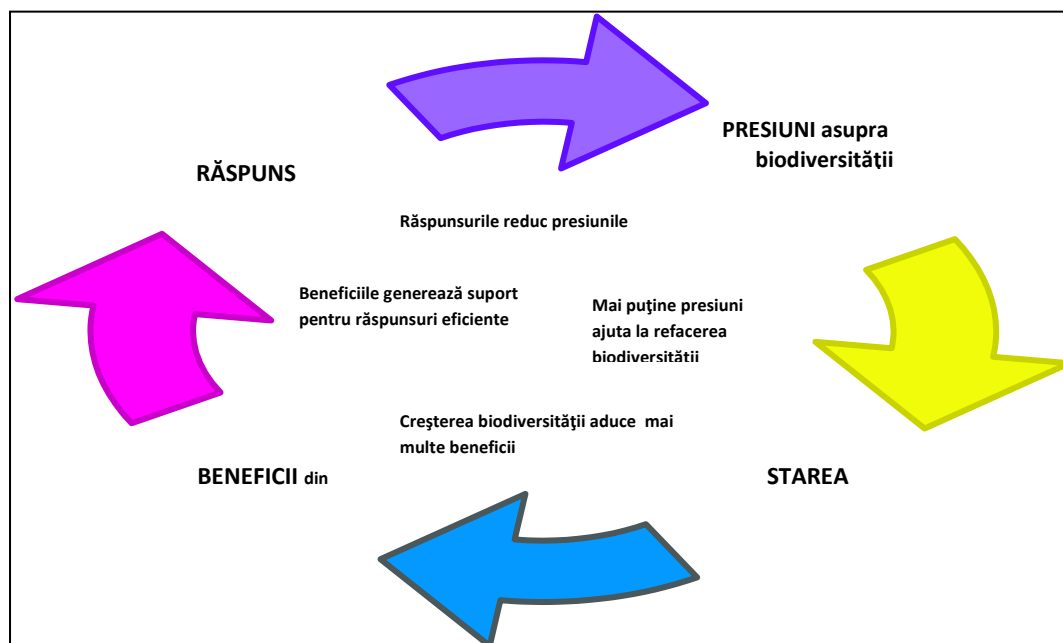 PRESIUNI asupra
biodiversităţii
RĂSPUNS
Răspunsurile reduc presiunile
Beneficiile generează suport
pentru răspunsuri eficiente
Mai puţine presiuni
ajuta la refacerea
biodiversităţii
Creşterea biodiversităţii aduce mai
multe beneficii
BENEFICII din
STAREA